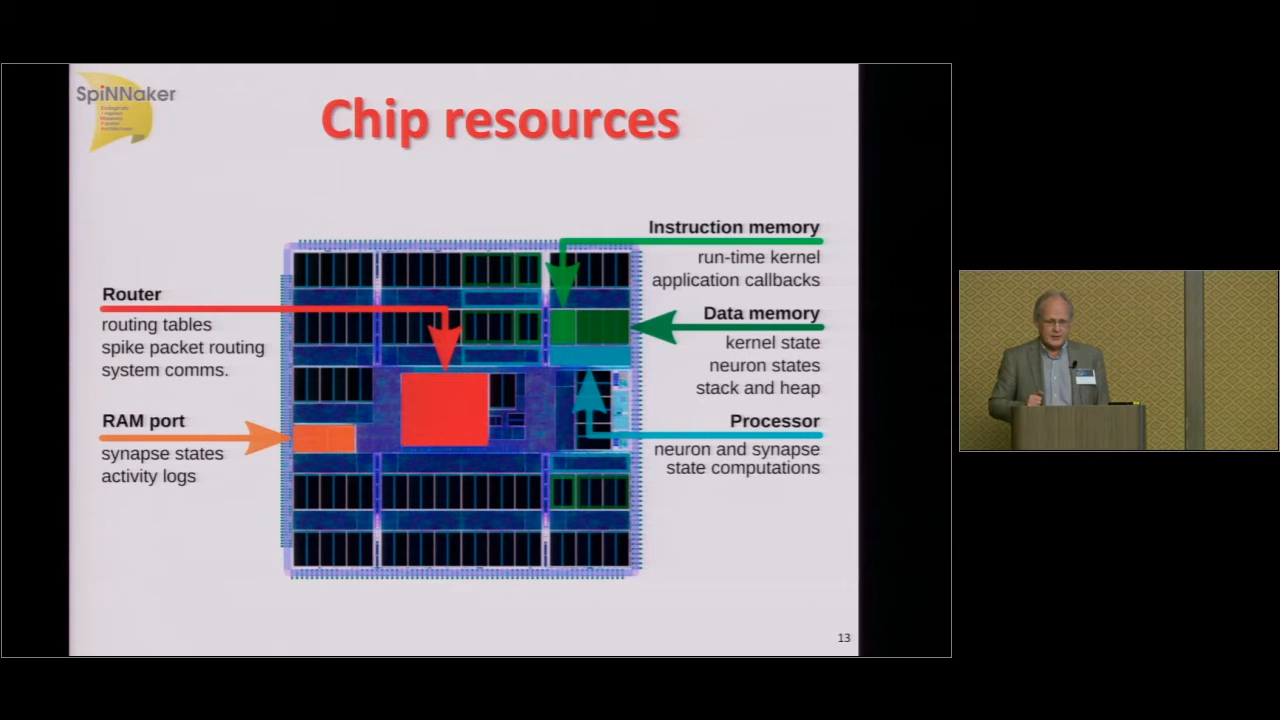 SpiNNaker
Chip resources
Instruction memory
run-time kernel
application callbacks
Router
routing tables
spike packet routing
system comms.
Data memory
kernel state
neuron states
stack and heap
RAM port
synapse states
activity logs
Processor
neuron and synapse
state computations
13